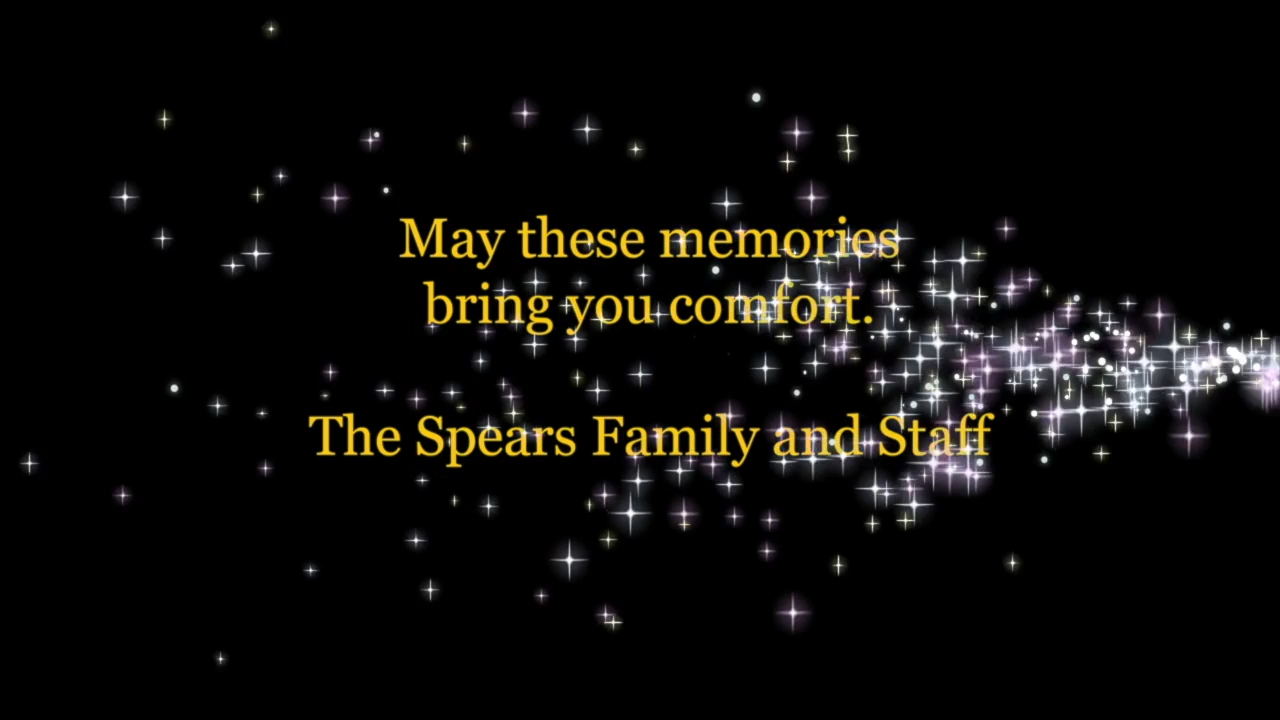 May these memories
bring you comfort.
The Spears Family and Staff